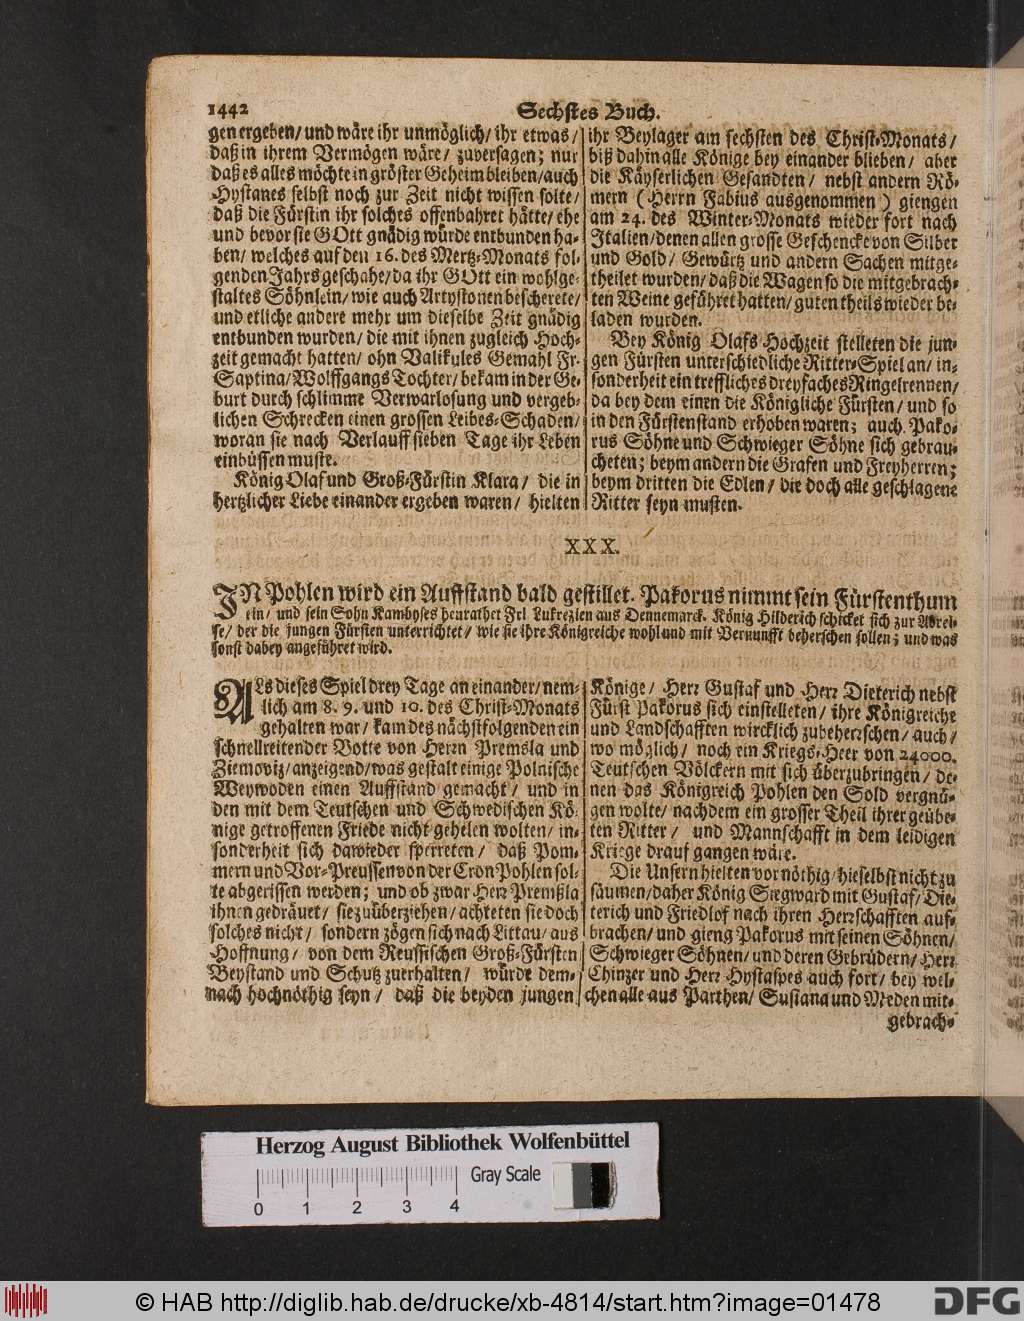 1442
Sechstes Buch.
gen ergeben/ und wäre ihr unmöglich/ ihr etwas/
daß in ihrem Vermögen wäre/ zuversagen; nur
daß es alles möchte in gröster Geheim bleiben/ auch
Hystanes selbst noch zur Zeit nicht wissen solte/
daß die Fürstin ihr solches offenbahret hätte/ ehe
und bevor sie GOtt gnädig würde entbunden ha-
ben/ welches auf den 16. des Mertz-Monats fol-
genden Jahrs geschahe/ da ihr GOtt ein wohlge-
staltes Söhnlein/ wie auch Artystonen bescherete/
und etliche andere mehr um dieselbe Zeit gnädig
entbunden wurden/ die mit ihnen zugleich Hoch-
zeit gemacht hatten/ ohn Valikules Gemahl Fr.
Saptina/ Wolffgangs Tochter/ bekam in der Ge-
burt durch schlimme Verwarlosung und vergeb-
lichen Schrecken einen grossen Leibes-Schaden/
woran sie nach Verlauff sieben Tage ihr Leben
einbüssen muste.
König Olaf und Groß-Fürstin Klara/ die in
hertzlicher Liebe einander ergeben waren/ hielten
ihr Beylager am sechsten des Christ-Monats/
biß dahin alle Könige bey einander blieben/ aber
die Käyserlichen Gesandten/ nebst andern Rö-
mern (Herrn Fabius ausgenommen) giengen
am 24. des Winter-Monats wieder fort nach
Italien/ denen allen grosse Geschencke von Silber
und Gold/ Gewürtz und andern Sachen mitge-
theilet wurden/ daß die Wagen so die mitgebrach-
ten Weine geführet hatten/ guten theils wieder be-
laden wurden.
Bey König Olafs Hochzeit stelleten die jun-
gen Fürsten unterschiedliche Ritter-Spiel an/ in-
sonderheit ein treffliches dreyfaches Ringelrennen/
da bey dem einen die Königliche Fürsten/ und so
in den Fürstenstand erhoben waren; auch Pako-
rus Söhne und Schwieger Söhne sich gebrau-
cheten; beym andern die Grafen und Freyherren;
beym dritten die Edlen/ die doch alle geschlagene
Ritter seyn musten.
XXX.
IN Pohlen wird ein Auffstand bald gestillet. Pakorus nimmt sein Fürstenthum
ein/ und sein Sohn Kambyses heurathet Frl. Lukrezien aus Dennemarck. König Hilderich schicket sich zur Abrei-
se/ der die jungen Fürsten unterrichtet/ wie sie ihre Königreiche wohl und mit Vernunfft beherschen sollen; und was
sonst dabey angeführet wird.
ALs dieses Spiel drey Tage an einander/ nem-
lich am 8. 9. und 10. des Christ-Monats
gehalten war/ kam des nächstfolgenden ein
schnellreitender Botte von Herrn Premsla und
Ziemoviz/ anzeigend/ was gestalt einige Polnische
Weywoden einen Auffstand gemacht/ und in
den mit dem Teutschen und Schwedischen Kö-
nige getroffenen Friede nicht gehelen wolten/ in-
sonderheit sich dawieder sperreten/ daß Pom-
mern und Vor-Preussen von der Cron Pohlen sol-
te abgerissen werden; und ob zwar Herr Premßla
ihnen gedräuet/ sie zu überziehen/ achteten sie doch
solches nicht/ sondern zögen sich nach Littau/ aus
Hoffnung/ von dem Reussischen Groß-Fürsten
Beystand und Schutz zuerhalten/ würde dem-
nach hochnöthig seyn/ daß die beyden jungen
Könige/ Herr Gustaf und Herr Dieterich nebst
Fürst Pakorus sich einstelleten/ ihre Königreiche
und Landschafften wircklich zubeherrschen/ auch/
wo möglich/ noch ein Kriegs-Heer von 24000.
Teutschen Völckern mit sich überzubringen/ de-
nen das Königreich Pohlen den Sold vergnü-
gen wolte/ nachdem ein grosser Theil ihrer geübe-
ten Ritter/ und Mannschafft in dem leidigen
Kriege drauf gangen wäre.
Die Unsern hielten vor nöthig/ hieselbst nicht zu
säumen/ daher König Siegward mit Gustaf/ Die-
terich und Friedlof nach ihren Herrschafften auf-
brachen/ und gieng Pakorus mit seinen Söhnen/
Schwieger Söhnen/ und deren Gebrüdern/ Herr
Chinzer und Herr Hystaspes auch fort/ bey wel-
chen alle aus Parthen/ Susiana und Meden mit-
gebrach-
Herzog August Bibliothek Wolfenbüttel
Gray Scale
0 1 2 3 4
© HAB http://diglib.hab.de/drucke/xb-4814/start.htm?image=01478
DFG